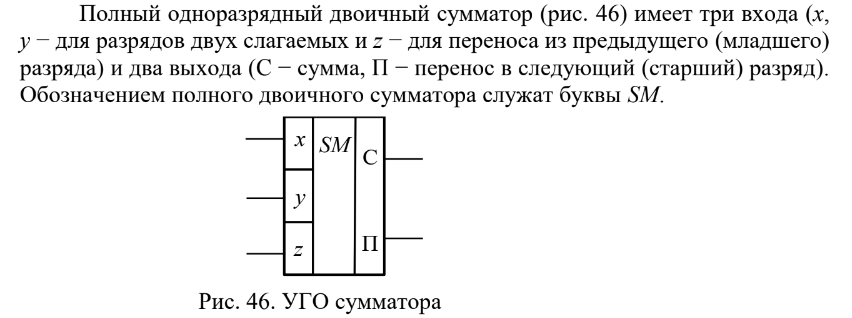 Полный одноразрядный двоичный сумматор (рис. 46) имеет три входа (x,
y − для разрядов двух слагаемых и z − для переноса из предыдущего (младшего)
разряда) и два выхода (С − сумма, П − перенос в следующий (старший) разряд).
Обозначением полного двоичного сумматора служат буквы SM.
x SM С
y
z П
Рис. 46. УГО сумматора